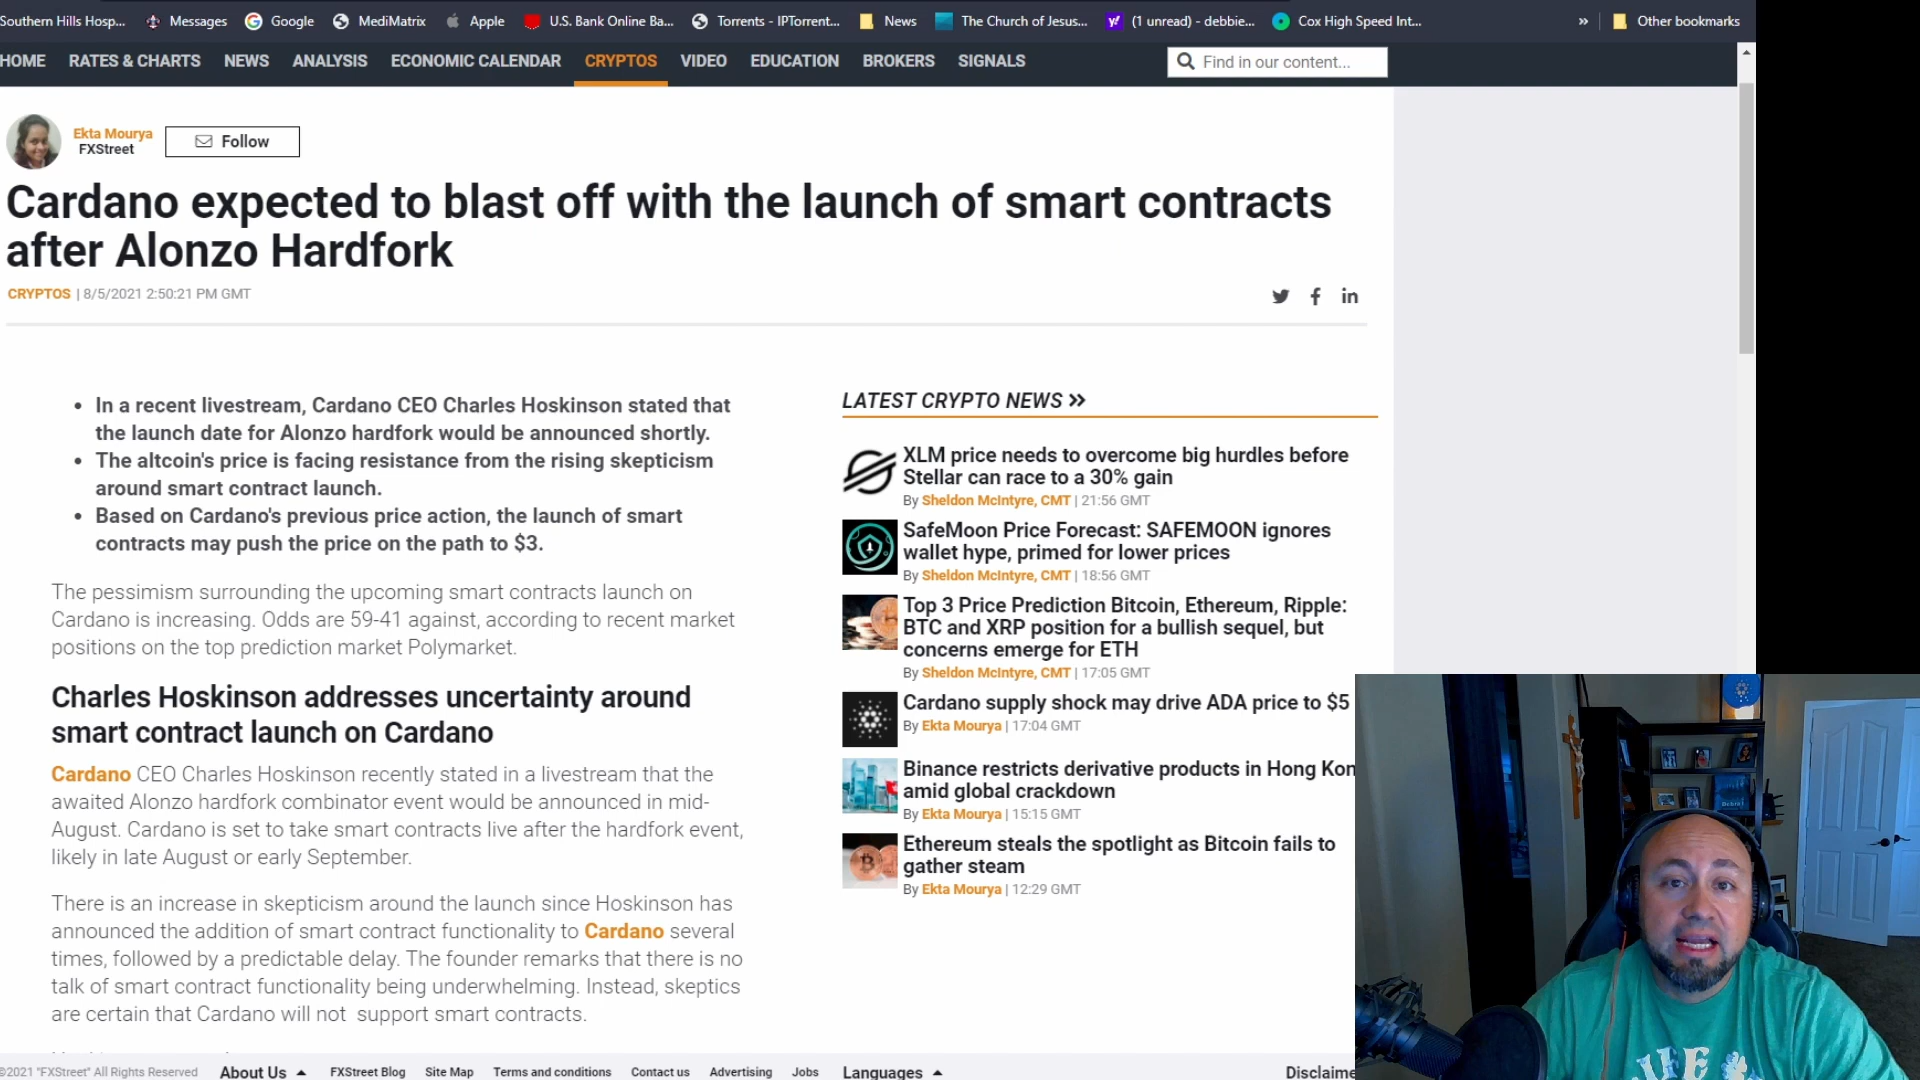 Southern Hills Hosp... Messages Google MediMatrix Apple U.S. Bank Online Ba... Torrents - IPTorrent... News The Church of Jesus... (1 unread) - debbie... Cox High Speed Int... » Other bookmarks
HOME RATES & CHARTS NEWS ANALYSIS ECONOMIC CALENDAR CRYPTOS VIDEO EDUCATION BROKERS SIGNALS Find in our content...
Ekta Mourya
FXStreet
Follow
Cardano expected to blast off with the launch of smart contracts
after Alonzo Hardfork
CRYPTOS | 8/5/2021 2:50:21 PM GMT
• In a recent livestream, Cardano CEO Charles Hoskinson stated that
the launch date for Alonzo hardfork would be announced shortly.
• The altcoin's price is facing resistance from the rising skepticism
around smart contract launch.
• Based on Cardano's previous price action, the launch of smart
contracts may push the price on the path to $3.
The pessimism surrounding the upcoming smart contracts launch on
Cardano is increasing. Odds are 59-41 against, according to recent market
positions on the top prediction market Polymarket.
Charles Hoskinson addresses uncertainty around
smart contract launch on Cardano
Cardano CEO Charles Hoskinson recently stated in a livestream that the
awaited Alonzo hardfork combinator event would be announced in mid-
August. Cardano is set to take smart contracts live after the hardfork event,
likely in late August or early September.
There is an increase in skepticism around the launch since Hoskinson has
announced the addition of smart contract functionality to Cardano several
times, followed by a predictable delay. The founder remarks that there is no
talk of smart contract functionality being underwhelming. Instead, skeptics
are certain that Cardano will not support smart contracts.
LATEST CRYPTO NEWS »
XLM price needs to overcome big hurdles before
Stellar can race to a 30% gain
By Sheldon McIntyre, CMT | 21:56 GMT
SafeMoon Price Forecast: SAFEMOON ignores
wallet hype, primed for lower prices
By Sheldon McIntyre, CMT | 18:56 GMT
Top 3 Price Prediction Bitcoin, Ethereum, Ripple:
BTC and XRP position for a bullish sequel, but
concerns emerge for ETH
By Sheldon McIntyre, CMT | 17:05 GMT
Cardano supply shock may drive ADA price to $5
By Ekta Mourya | 17:04 GMT
Binance restricts derivative products in Hong Kon
amid global crackdown
By Ekta Mourya | 15:15 GMT
Ethereum steals the spotlight as Bitcoin fails to
gather steam
By Ekta Mourya | 12:29 GMT
©2021 "FXStreet" All Rights Reserved About Us FXStreet Blog Site Map Terms and conditions Contact us Advertising Jobs Languages Disclaime